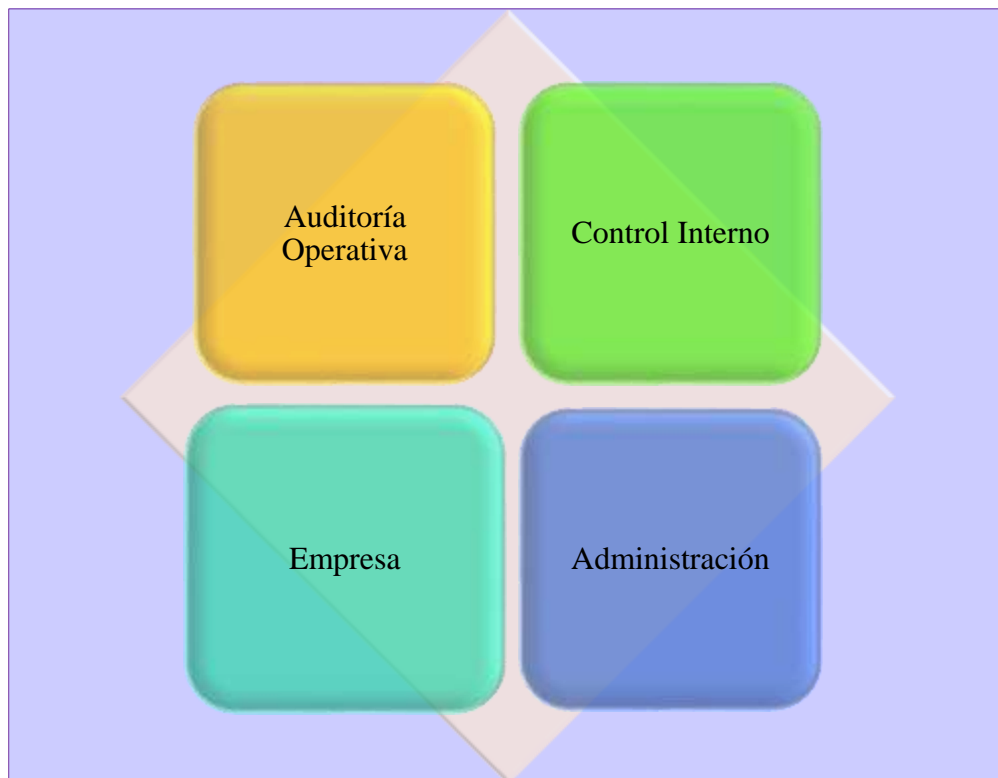 Auditoría
Operativa
Control Interno
Empresa
Administración